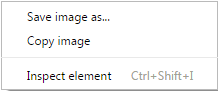 Save image as...
Copy image
Inspect element Ctrl+Shift+I